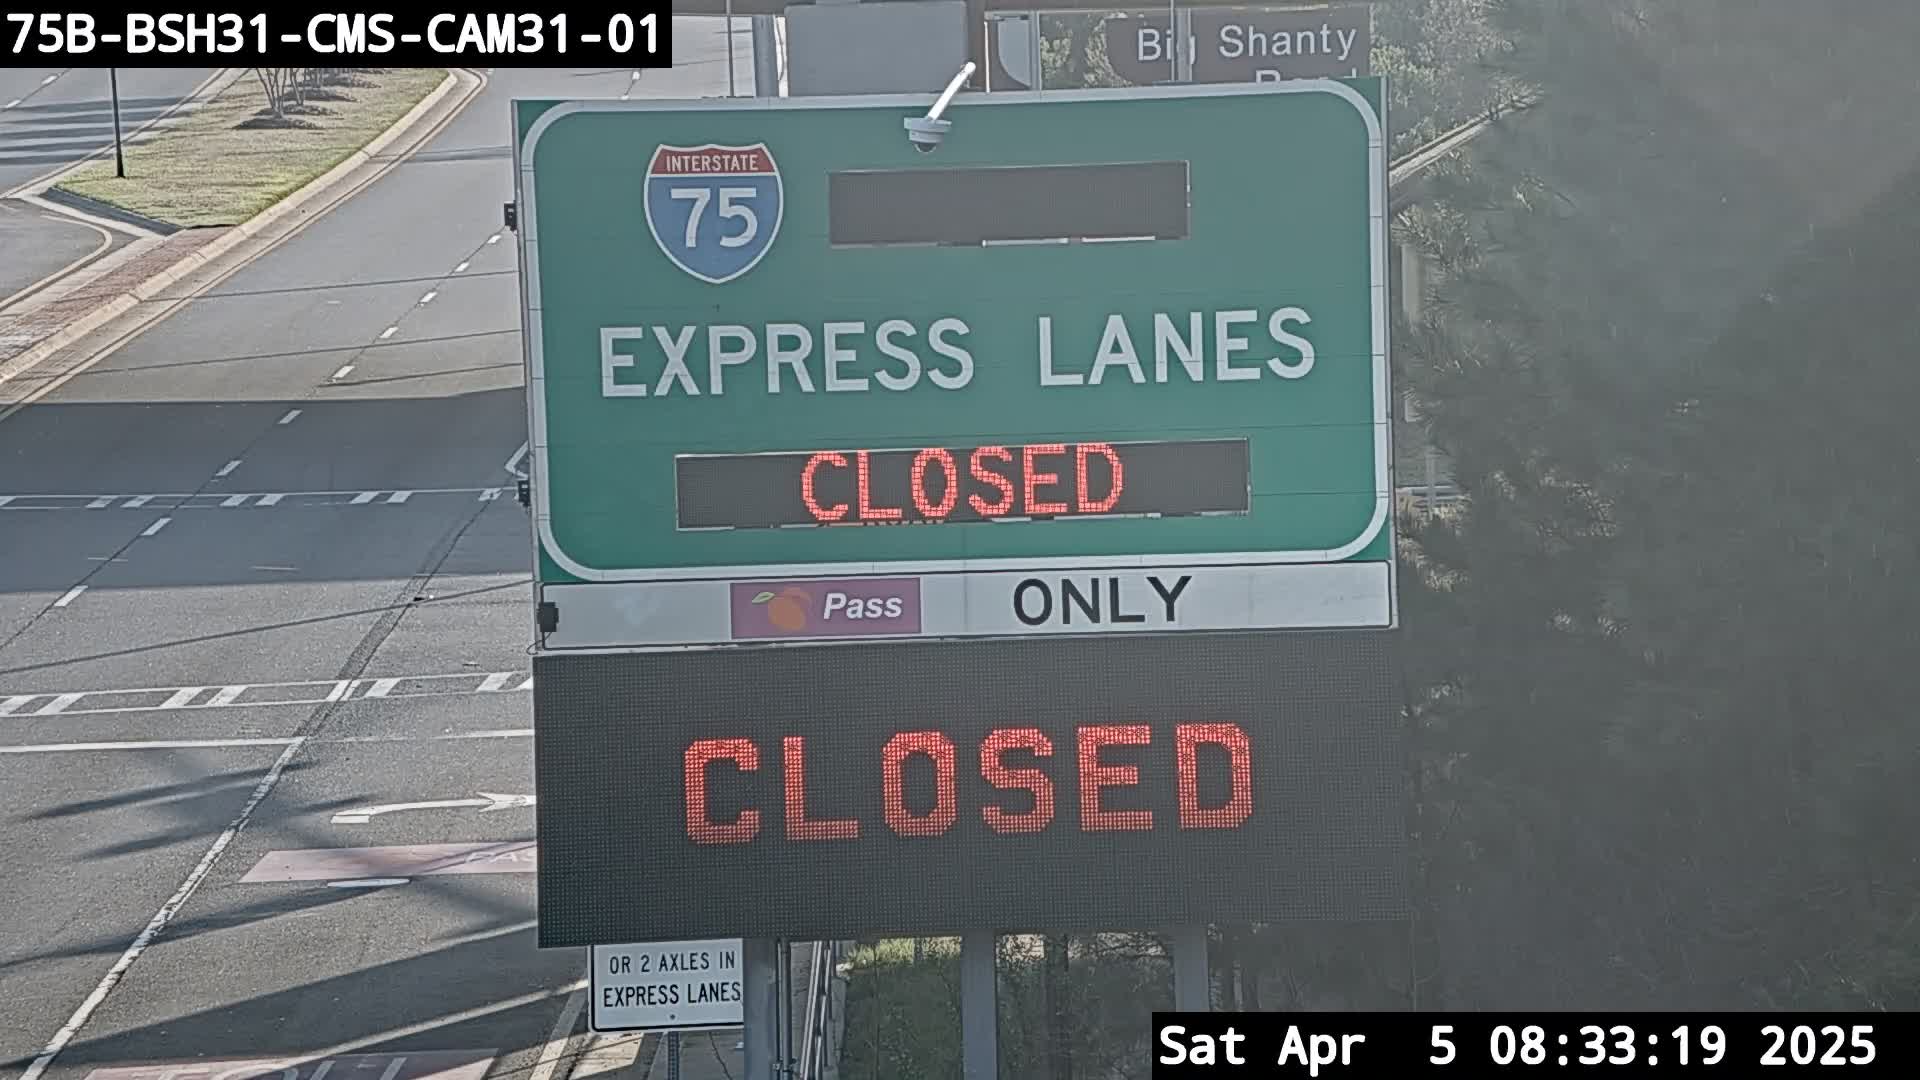 75B-BSH31-CMS-CAM31-01
Big Shanty
Road
INTERSTATE
75
EXPRESS LANES
CLOSED
Pass ONLY
CLOSED
OR 2 AXLES IN
EXPRESS LANES
Sat Apr 5 08:33:19 2025